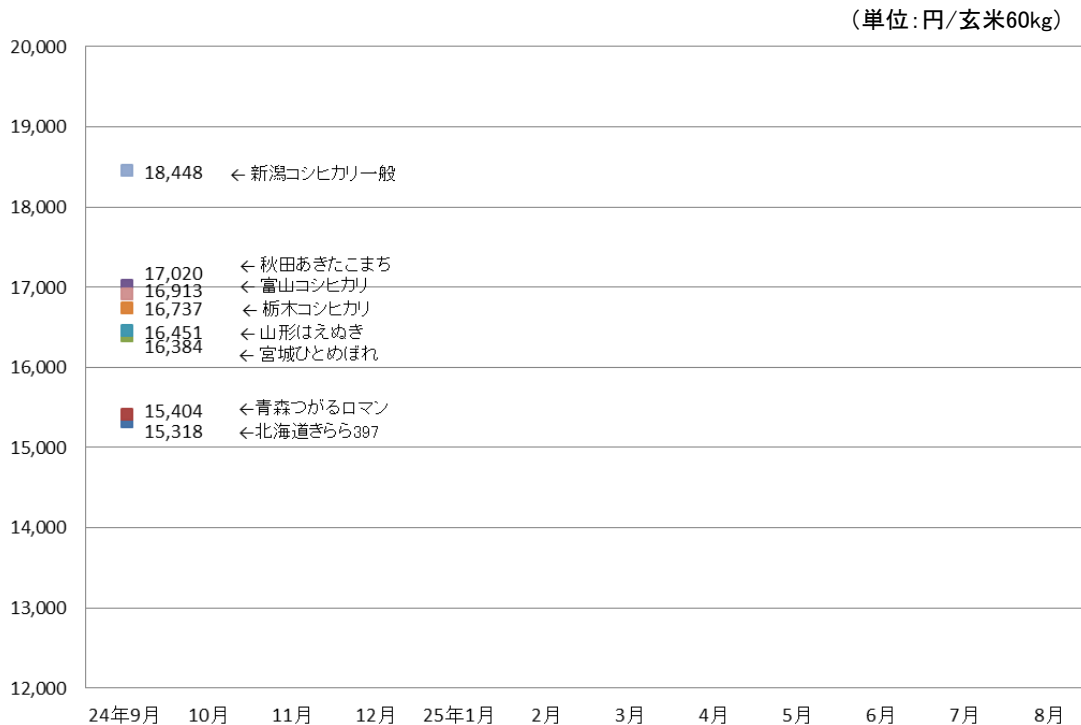 (単位:円/玄米60kg)
20,000
19,000
18,448 ←新潟コシヒカリ一般
18,000
17,020 ←秋田あきたこまち
17,000
16,913 ←富山コシヒカリ
16,737 ←栃木コシヒカリ
16,451 ←山形はえぬき
16,384 ←宮城ひとめぼれ
16,000
15,404 ←青森つがるロマン
15,318 ←北海道きらら397
15,000
14,000
13,000
12,000
24年9月 10月 11月 12月 25年1月 2月 3月 4月 5月 6月 7月 8月